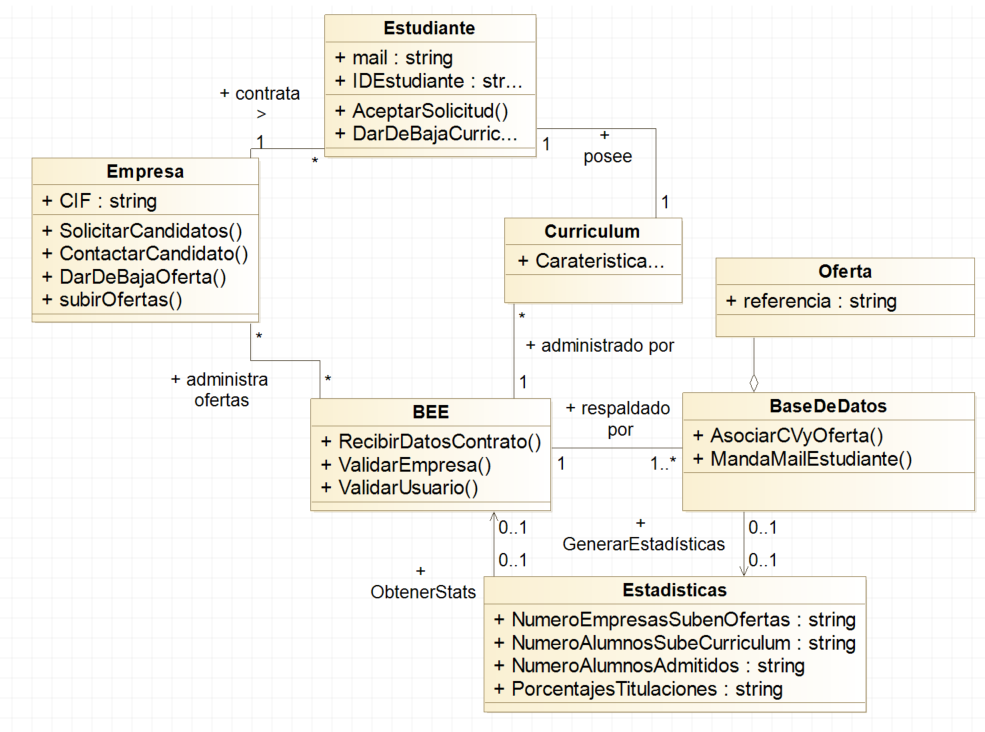 Estudiante
+ mail : string
+ IDEstudiante : str...
+ AceptarSolicitud()
+ DarDeBajaCurric...
+ contrata
>
1
*
1
+
posee
1
Empresa
+ CIF : string
+ SolicitarCandidatos()
+ ContactarCandidato()
+ DarDeBajaOferta()
+ subirOfertas()
Curriculum
+ Carateristica...
Oferta
+ referencia : string
*
+ administra
ofertas
*
*
+ administrado por
1
BEE
+ RecibirDatosContrato()
+ ValidarEmpresa()
+ ValidarUsuario()
+ respaldado
por
1
1..*
BaseDeDatos
+ AsociarCVyOferta()
+ MandaMailEstudiante()
0..1
0..1
+
ObtenerStats
+
GenerarEstadísticas
0..1
0..1
Estadisticas
+ NumeroEmpresasSubenOfertas : string
+ NumeroAlumnosSubeCurriculum : string
+ NumeroAlumnosAdmitidos : string
+ PorcentajesTitulaciones : string